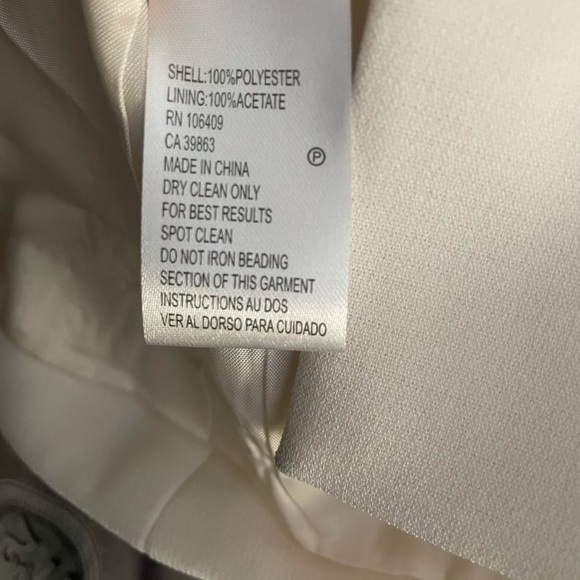 SHELL:100%POLYESTER
LINING:100%ACETATE
RN 106409
CA 39863
MADE IN CHINA
Ⓟ
DRY CLEAN ONLY
FOR BEST RESULTS
SPOT CLEAN
DO NOT IRON BEADING
SECTION OF THIS GARMENT
INSTRUCTIONS AU DOS
VER AL DORSO PARA CUIDADO